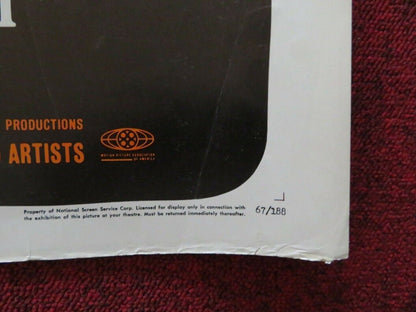 PRODUCTIONS
ARTISTS
MOTION PICTURE ASSOCIATION
OF AMERICA
Property of National Screen Service Corp. Licensed for display only in connection with
the exhibition of this picture at your theatre. Must be returned immediately thereafter.
67/188